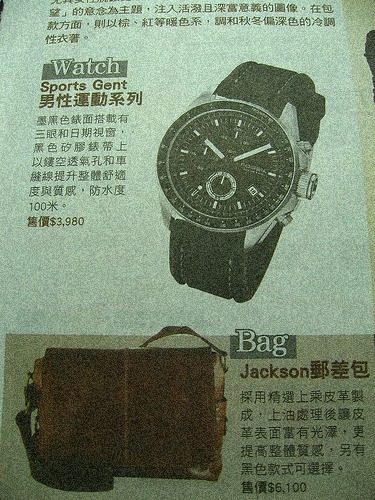 望」的意念為主題，注入活潑且深富意義的圖像。在包
款方面，則以棕、紅等暖色系，調和秋冬偏深色的冷調
性衣著。
Watch
Sports Gent
男性運動系列
墨黑色錶面搭載有
三眼和日期視窗，
黑色矽膠錶帶上
以鏤空透氣孔和車
縫線提升整體舒適
度與質感，防水度
100米。
售價$3,980
Bag
Jackson郵差包
採用精選上乘皮革製
成，上油處理後讓皮
革表面富有光澤，更
提高整體質感，另有
黑色款式可選擇。
售價$6,100